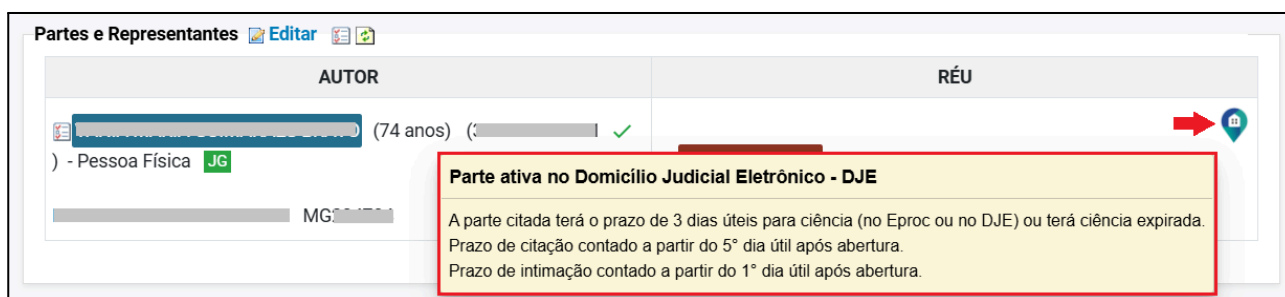 Partes e Representantes Editar
AUTOR RÉU
(74 anos) (
) - Pessoa Física JG
MG
Parte ativa no Domicílio Judicial Eletrônico - DJE
A parte citada terá o prazo de 3 dias úteis para ciência (no Eproc ou no DJE) ou terá ciência expirada.
Prazo de citação contado a partir do 5° dia útil após abertura.
Prazo de intimação contado a partir do 1° dia útil após abertura.